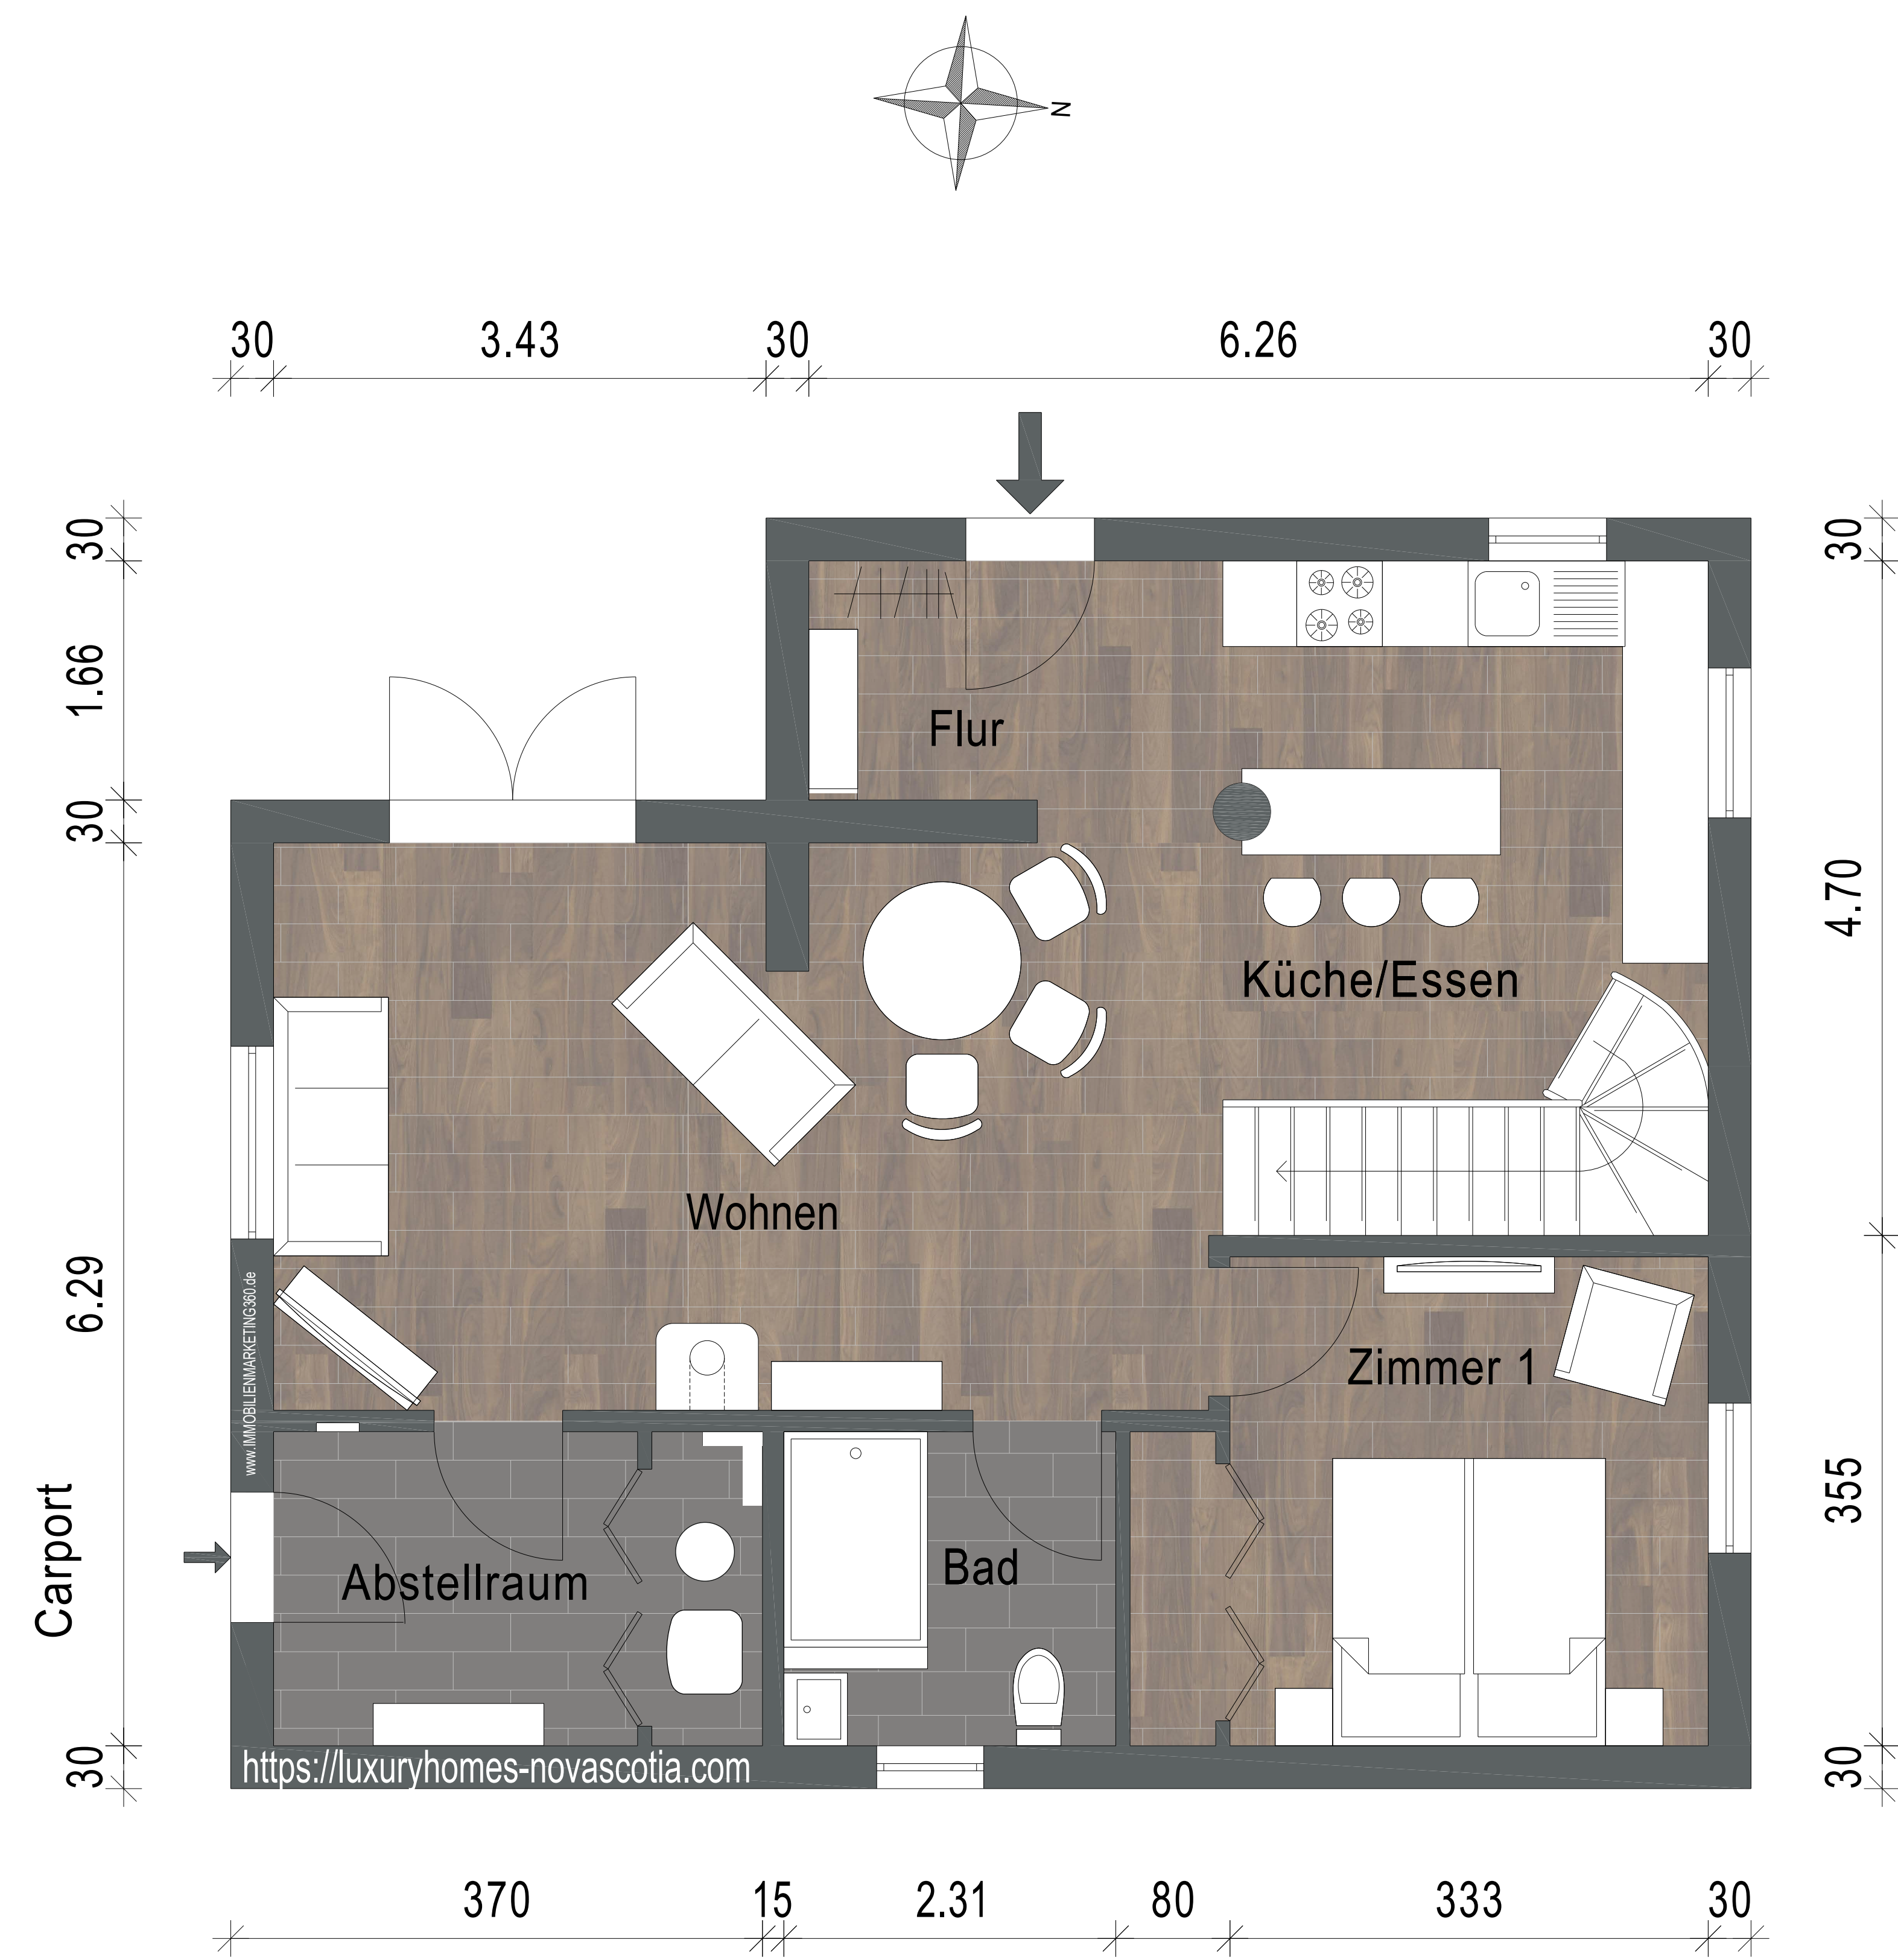 N
30 3.43 30 6.26 30
30
1.66
30
6.29
30
30
4.70
355
30
Flur
Küche/Essen
Wohnen
Zimmer 1
Abstellraum
Bad
Carport
www.IMMOBILIENMARKETING360.de
https://luxuryhomes-novascotia.com
370 15 2.31 80 333 30